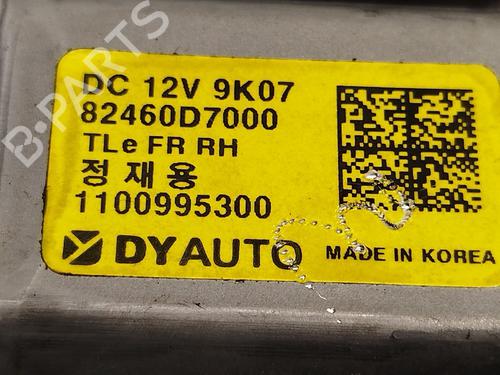 DC 12V 9K07
82460D7000
TLe FR RH
정재용
1100995300
DYAUTO
MADE IN KOREA
B-PARTS